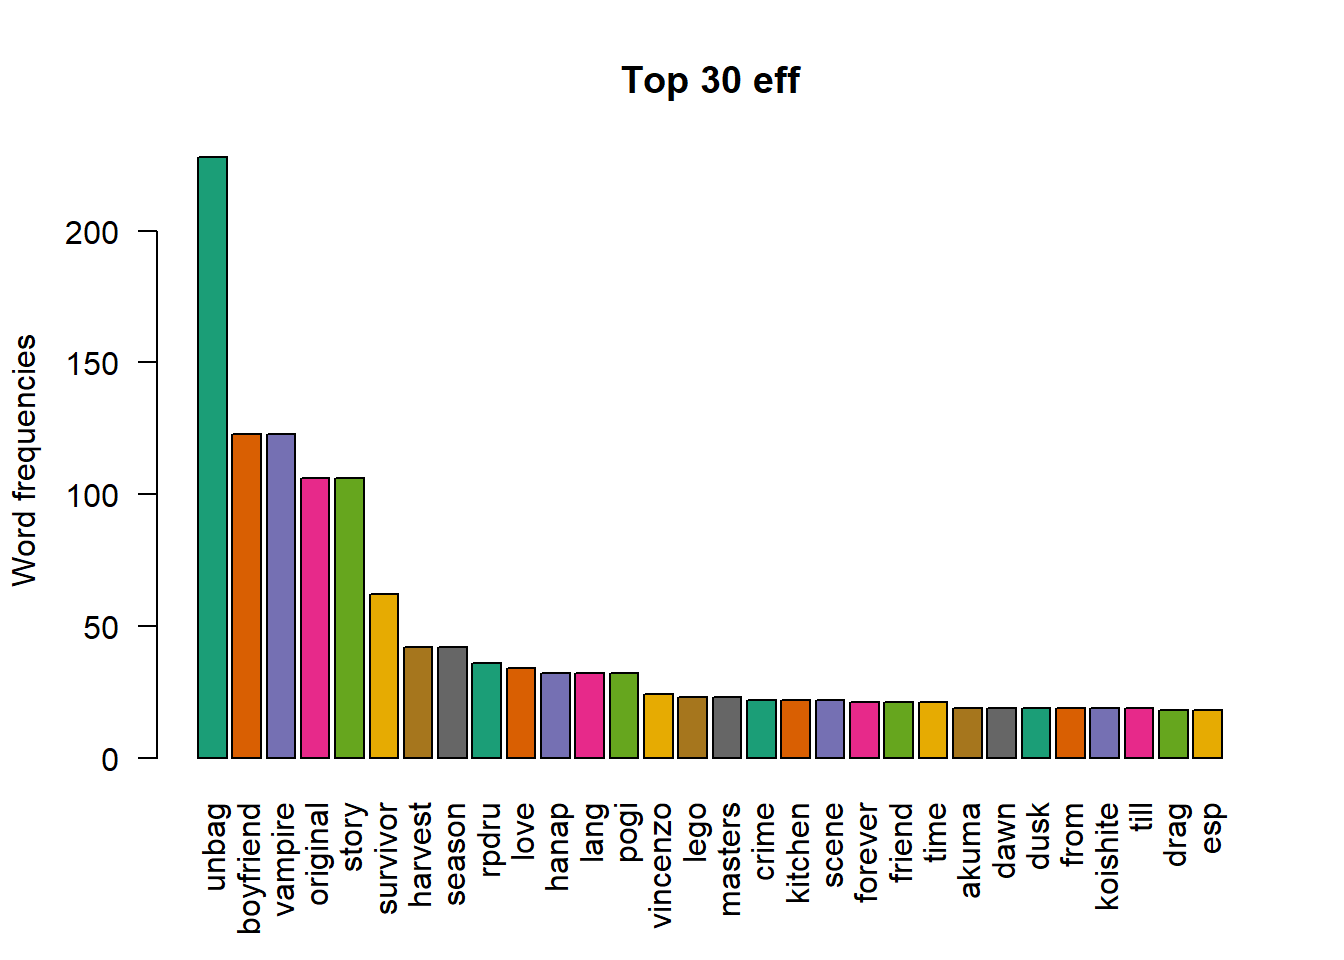 Top 30 eff
Word frequencies
200
150
100
50
0
unbag
boyfriend
vampire
original
story
survivor
harvest
season
rpdru
love
hanap
lang
pogi
vincenzo
lego
masters
crime
kitchen
scene
forever
friend
time
akuma
dawn
dusk
from
koishite
till
drag
esp